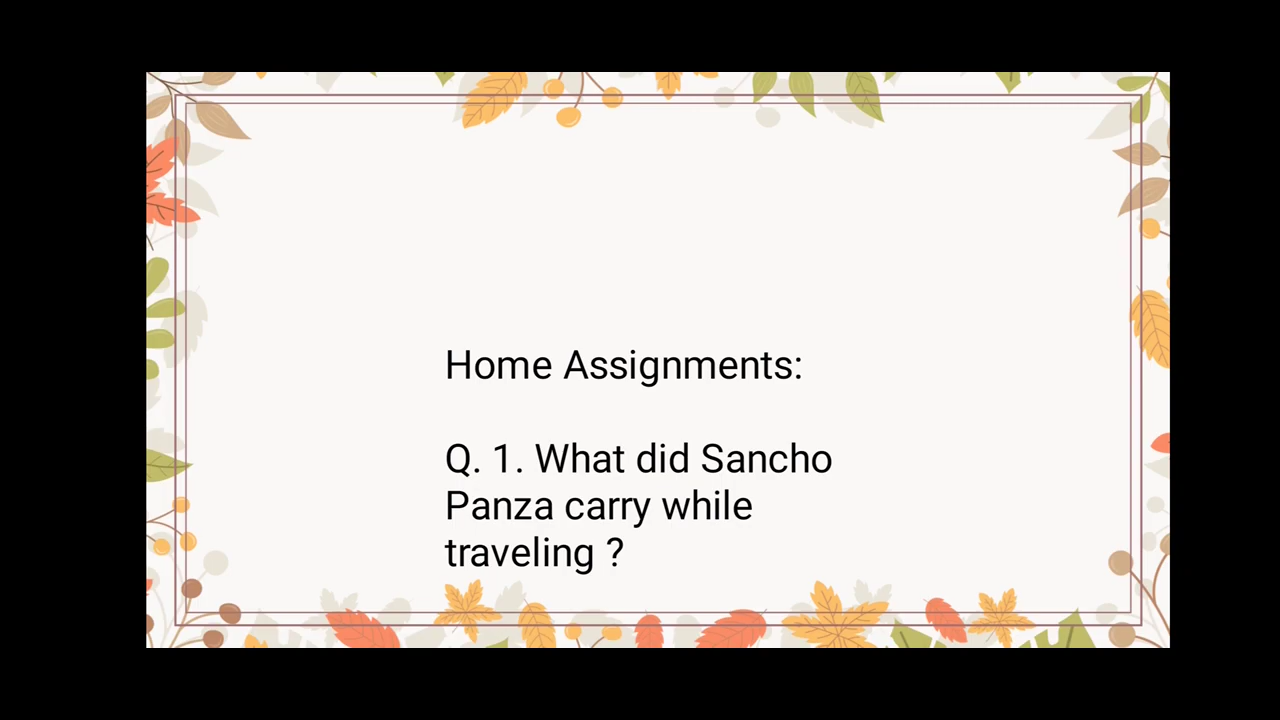 Home Assignments:
Q. 1. What did Sancho
Panza carry while
traveling ?